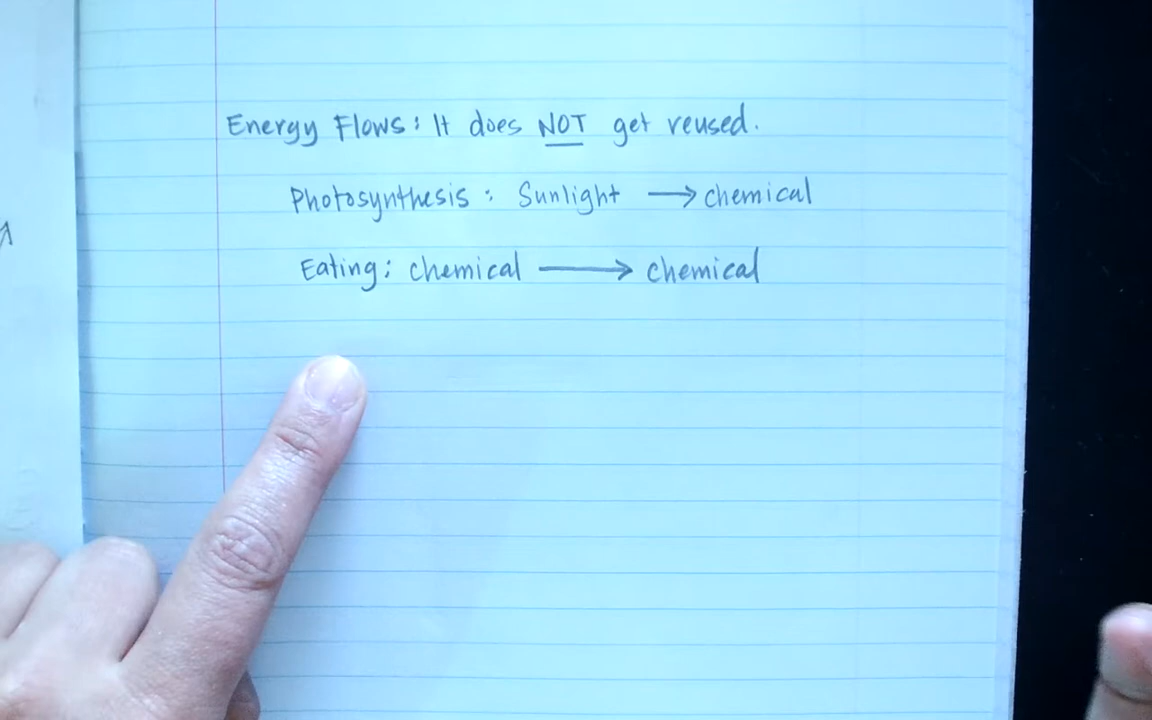 Energy Flows: It does NOT get reused.
Photosynthesis: Sunlight → chemical
Eating: chemical → chemical